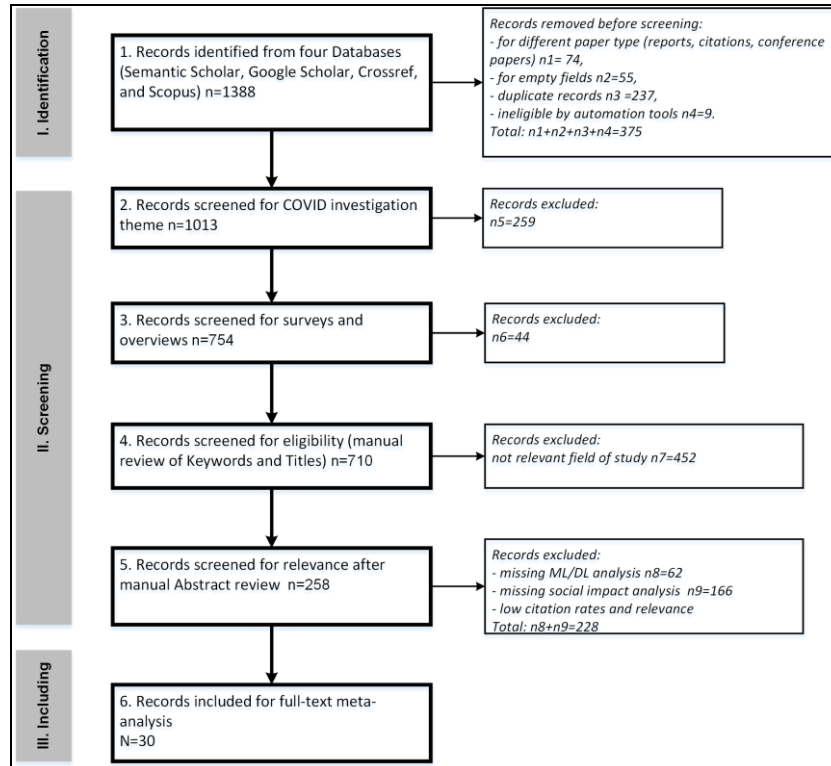 I. Identification
1. Records identified from four Databases
(Semantic Scholar, Google Scholar, Crossref,
and Scopus) n=1388
Records removed before screening:
- for different paper type (reports, citations, conference
papers) n1= 74,
- for empty fields n2=55,
- duplicate records n3 =237,
- ineligible by automation tools n4=9.
Total: n1+n2+n3+n4=375
II. Screening
2. Records screened for COVID investigation
theme n=1013
Records excluded:
n5=259
3. Records screened for surveys and
overviews n=754
Records excluded:
n6=44
4. Records screened for eligibility (manual
review of Keywords and Titles) n=710
Records excluded:
not relevant field of study n7=452
5. Records screened for relevance after
manual Abstract review n=258
Records excluded:
- missing ML/DL analysis n8=62
- missing social impact analysis n9=166
- low citation rates and relevance
Total: n8+n9=228
III. Including
6. Records included for full-text meta-
analysis
N=30